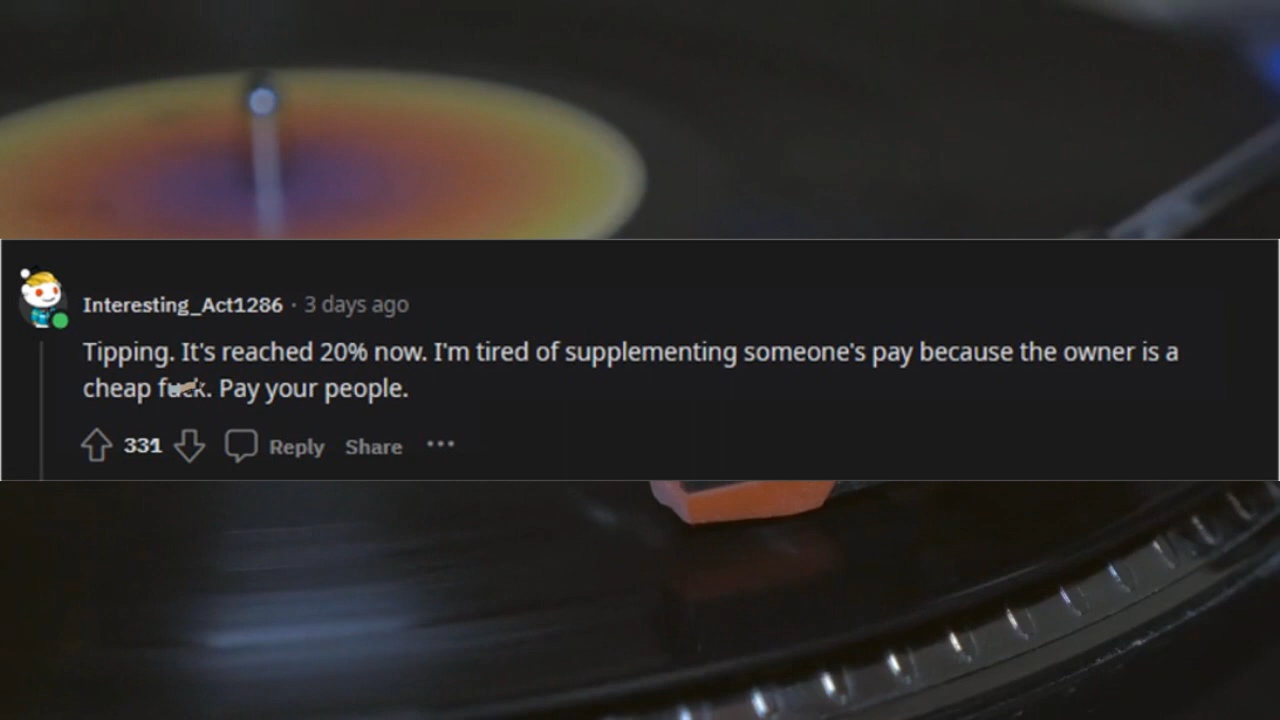 Interesting_Act1286 · 3 days ago
Tipping. It's reached 20% now. I'm tired of supplementing someone's pay because the owner is a
cheap fuck. Pay your people.
331 Reply Share ···